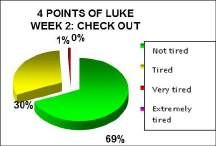 4 POINTS OF LUKE
WEEK 2: CHECK OUT
1%
0%
30%
69%
Not tired
Tired
Very tired
Extremely
tired